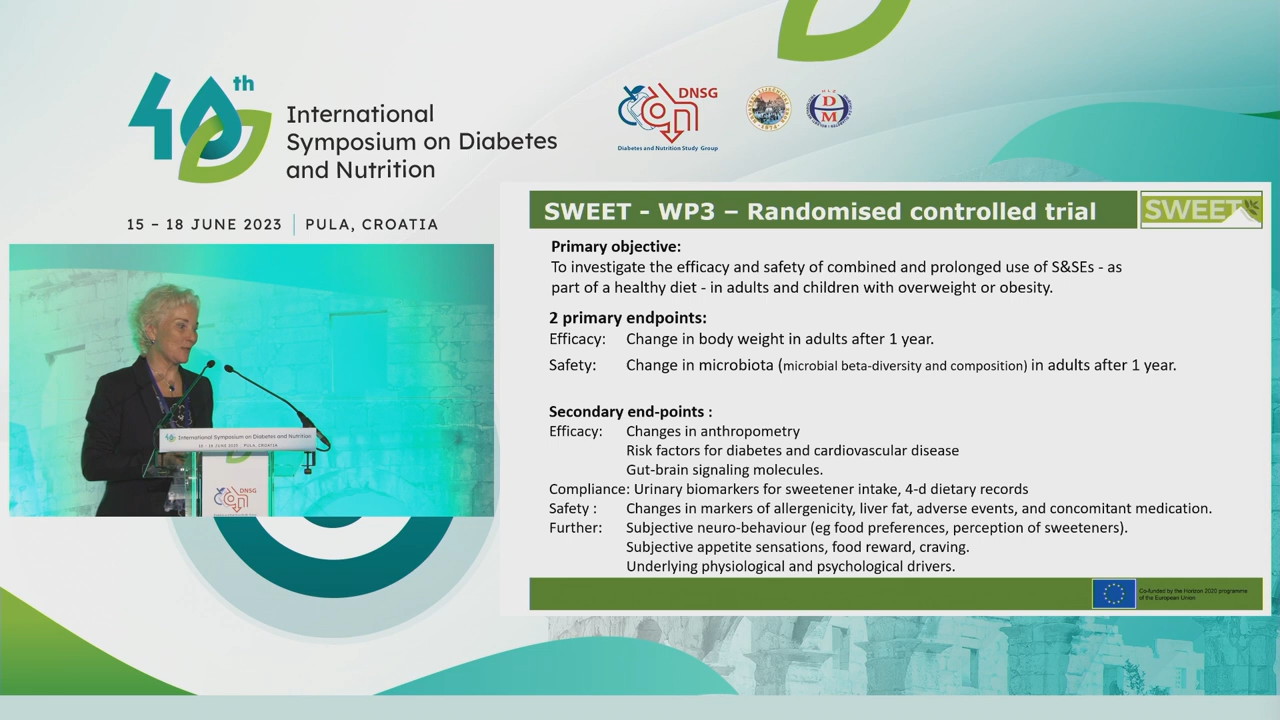 40th
International
Symposium on Diabetes
and Nutrition
15 – 18 JUNE 2023 | PULA, CROATIA
DNSG
Diabetes and Nutrition Study Group
DM
SWEET - WP3 – Randomised controlled trial
SWEET
Primary objective:
To investigate the efficacy and safety of combined and prolonged use of S&SEs - as
part of a healthy diet - in adults and children with overweight or obesity.
2 primary endpoints:
Efficacy: Change in body weight in adults after 1 year.
Safety: Change in microbiota (microbial beta-diversity and composition) in adults after 1 year.
Secondary end-points :
Efficacy: Changes in anthropometry
Risk factors for diabetes and cardiovascular disease
Gut-brain signaling molecules.
Compliance: Urinary biomarkers for sweetener intake, 4-d dietary records
Safety : Changes in markers of allergenicity, liver fat, adverse events, and concomitant medication.
Further: Subjective neuro-behaviour (eg food preferences, perception of sweeteners).
Subjective appetite sensations, food reward, craving.
Underlying physiological and psychological drivers.
Co-funded by the Horizon 2020 programme
of the European Union
International Symposium on Diabetes and Nutrition
15 - 18 JUNE 2023 | PULA, CROATIA
DNSG